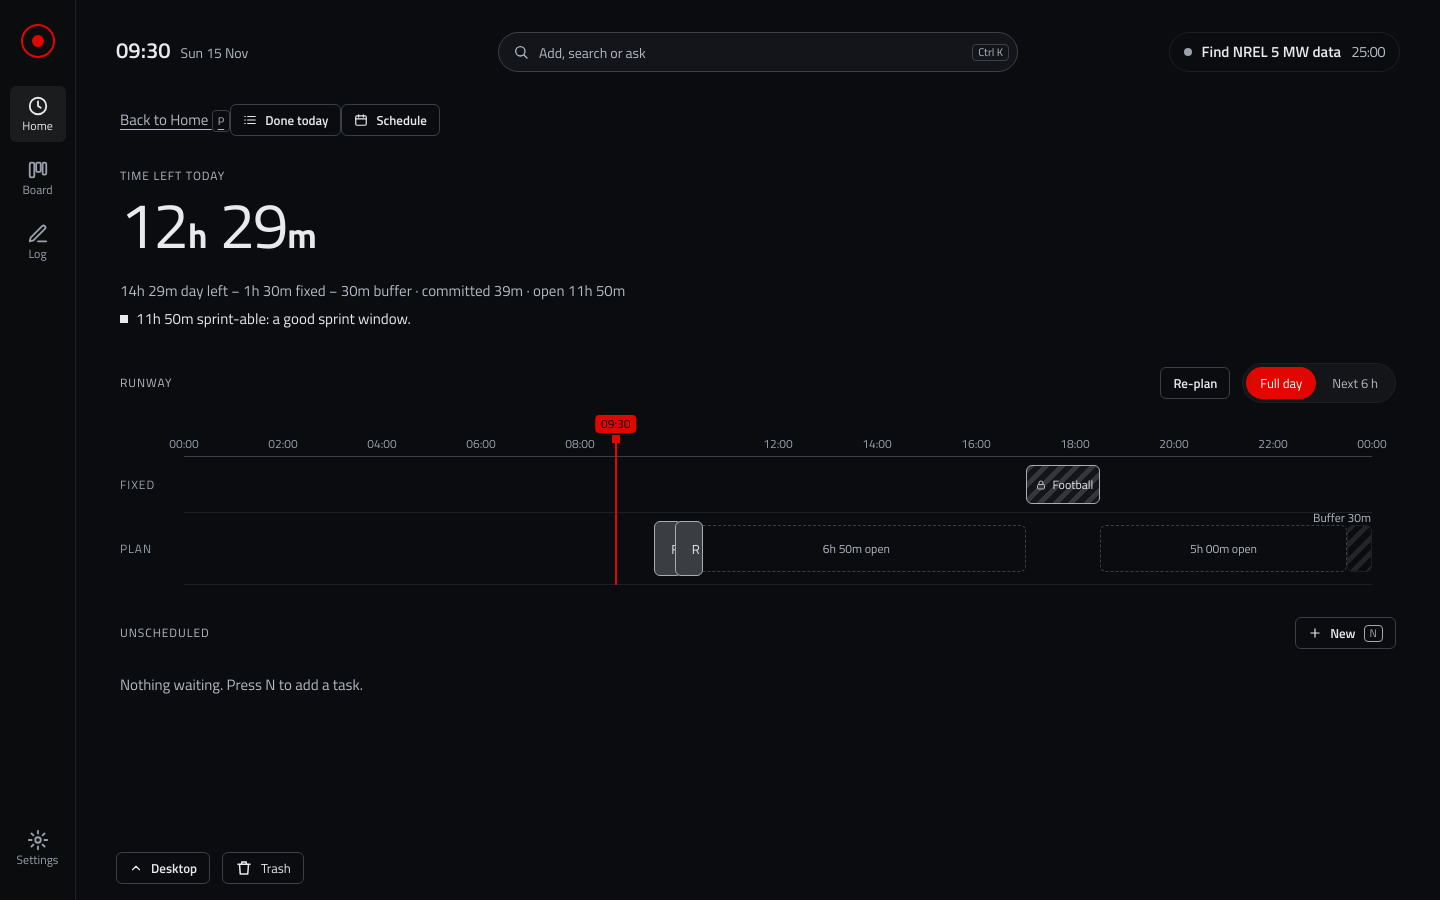 09:30 Sun 15 Nov
Add, search or ask
Ctrl K
Find NREL 5 MW data 25:00
Home
Board
Log
Settings
Back to Home P
Done today
Schedule
TIME LEFT TODAY
12h 29m
14h 29m day left – 1h 30m fixed – 30m buffer · committed 39m · open 11h 50m
11h 50m sprint-able: a good sprint window.
RUNWAY
Re-plan
Full day
Next 6 h
09:30
00:00 02:00 04:00 06:00 08:00 12:00 14:00 16:00 18:00 20:00 22:00 00:00
FIXED
Football
Buffer 30m
PLAN
R
6h 50m open
5h 00m open
UNSCHEDULED
New N
Nothing waiting. Press N to add a task.
Desktop
Trash